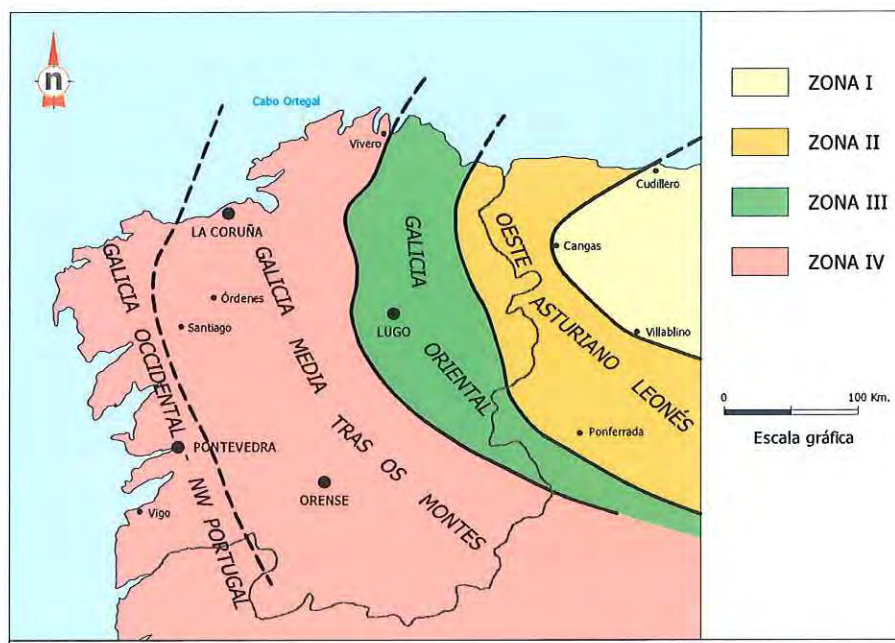 n
Cabo Ortegal
Vivero
LA CORUÑA
Órdenes
Santiago
PONTEVEDRA
Vigo
ORENSE
LUGO
Cudillero
Cangas
Villablino
Ponferrada
GALICIA OCCIDENTAL - NW PORTUGAL
GALICIA MEDIA TRAS OS MONTES
GALICIA ORIENTAL
OESTE ASTURIANO LEONÉS
ZONA I
ZONA II
ZONA III
ZONA IV
0 100 Km.
Escala gráfica